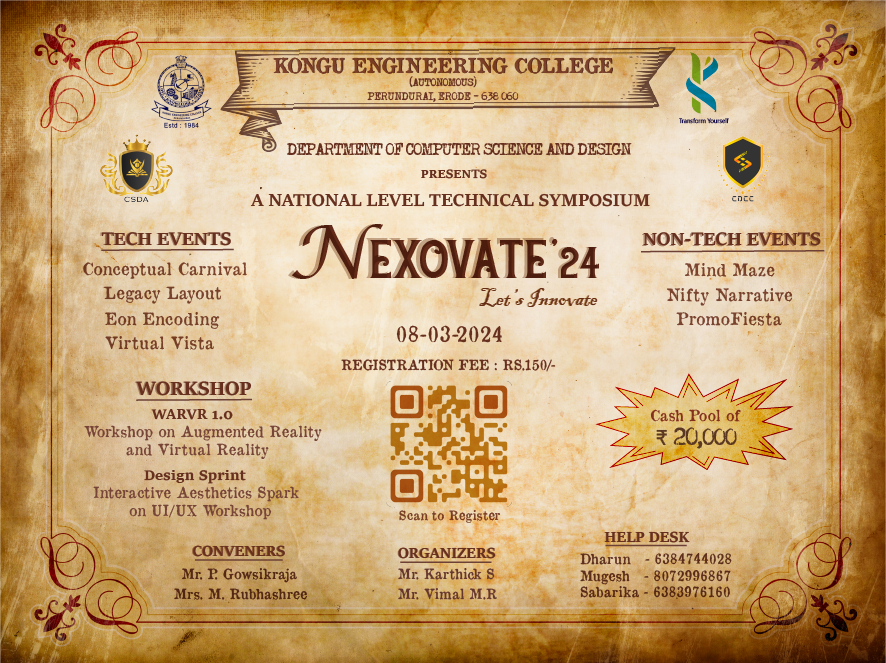 KONGU ENGINEERING COLLEGE
(AUTONOMOUS)
PERUNDURAI, ERODE - 638 060
KONGU ENGINEERING COLLEGE
Estd : 1984
Transform Yourself
CSDA
CDCC
DEPARTMENT OF COMPUTER SCIENCE AND DESIGN
PRESENTS
A NATIONAL LEVEL TECHNICAL SYMPOSIUM
NEXOVATE'24
Let's Innovate
08-03-2024
REGISTRATION FEE : RS.150/-
TECH EVENTS
Conceptual Carnival
Legacy Layout
Eon Encoding
Virtual Vista
NON-TECH EVENTS
Mind Maze
Nifty Narrative
PromoFiesta
WORKSHOP
WARVR 1.0
Workshop on Augmented Reality
and Virtual Reality
Design Sprint
Interactive Aesthetics Spark
on UI/UX Workshop
Scan to Register
Cash Pool of
₹ 20,000
CONVENERS
Mr. P. Gowsikraja
Mrs. M. Rubhashree
ORGANIZERS
Mr. Karthick S
Mr. Vimal M.R
HELP DESK
Dharun - 6384744028
Mugesh - 8072996867
Sabarika - 6383976160